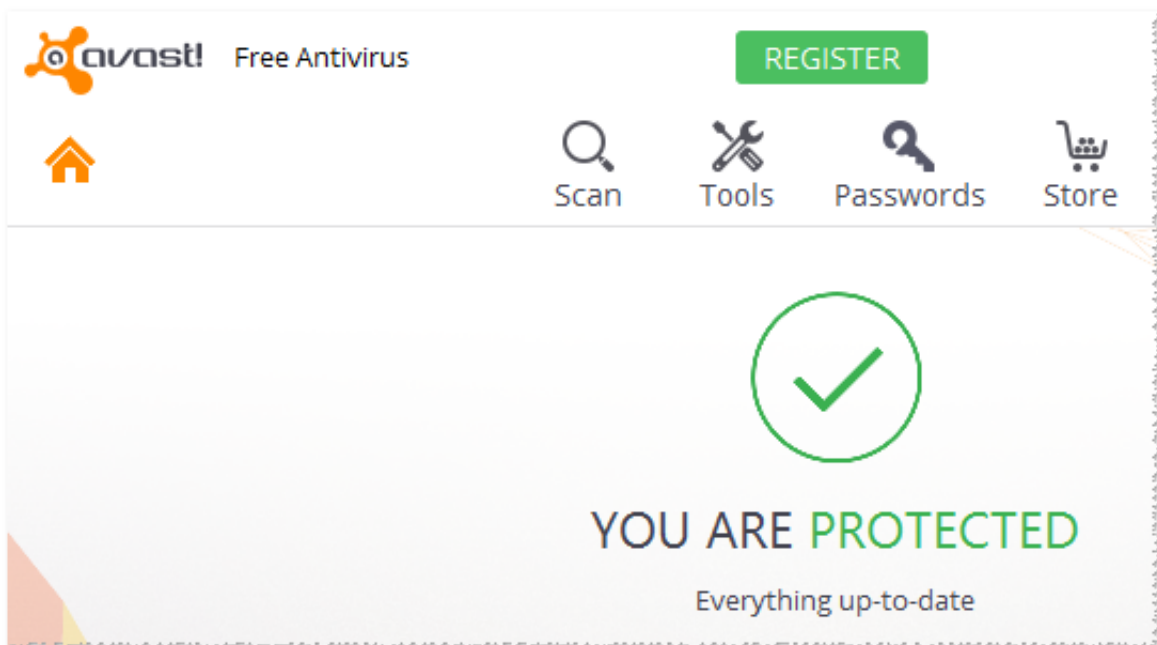 avast! Free Antivirus REGISTER
Scan Tools Passwords Store
YOU ARE PROTECTED
Everything up-to-date